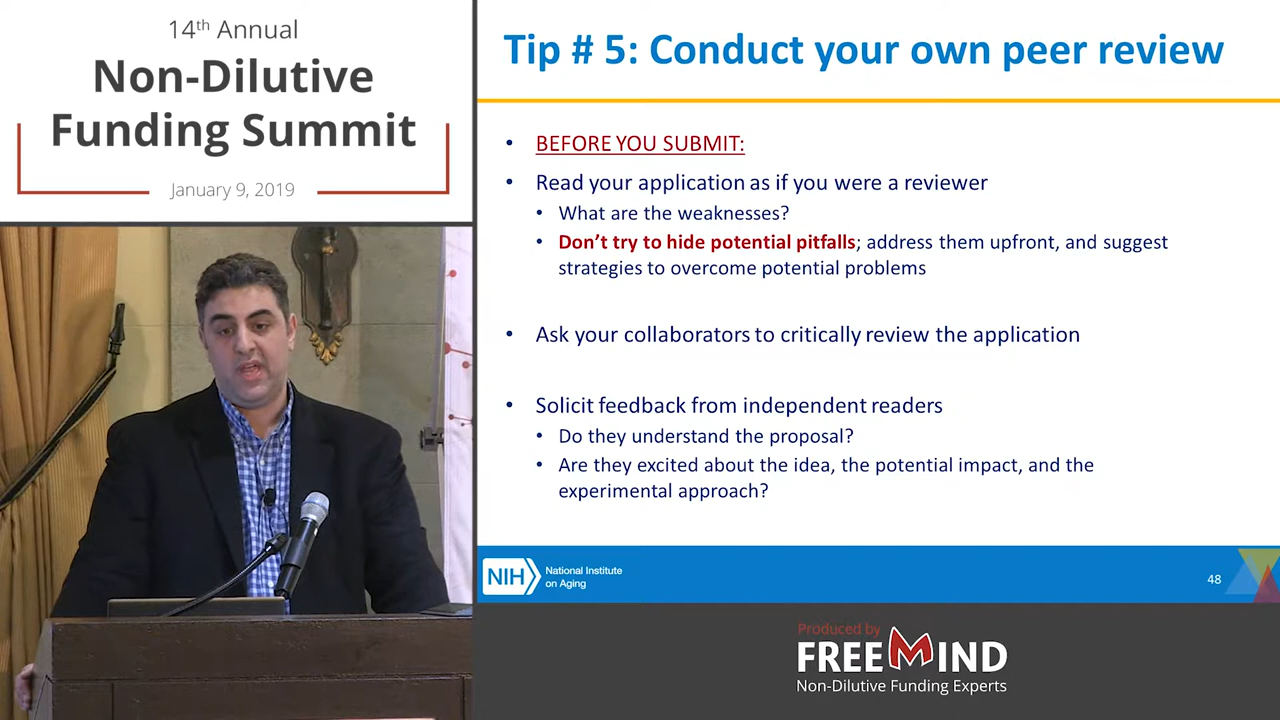 14th Annual
Non-Dilutive
Funding Summit
January 9, 2019
Tip # 5: Conduct your own peer review
• BEFORE YOU SUBMIT:
• Read your application as if you were a reviewer
• What are the weaknesses?
• Don't try to hide potential pitfalls; address them upfront, and suggest
strategies to overcome potential problems
• Ask your collaborators to critically review the application
• Solicit feedback from independent readers
• Do they understand the proposal?
• Are they excited about the idea, the potential impact, and the
experimental approach?
NIH
National Institute
on Aging
48
Produced by
FREEMIND
Non-Dilutive Funding Experts